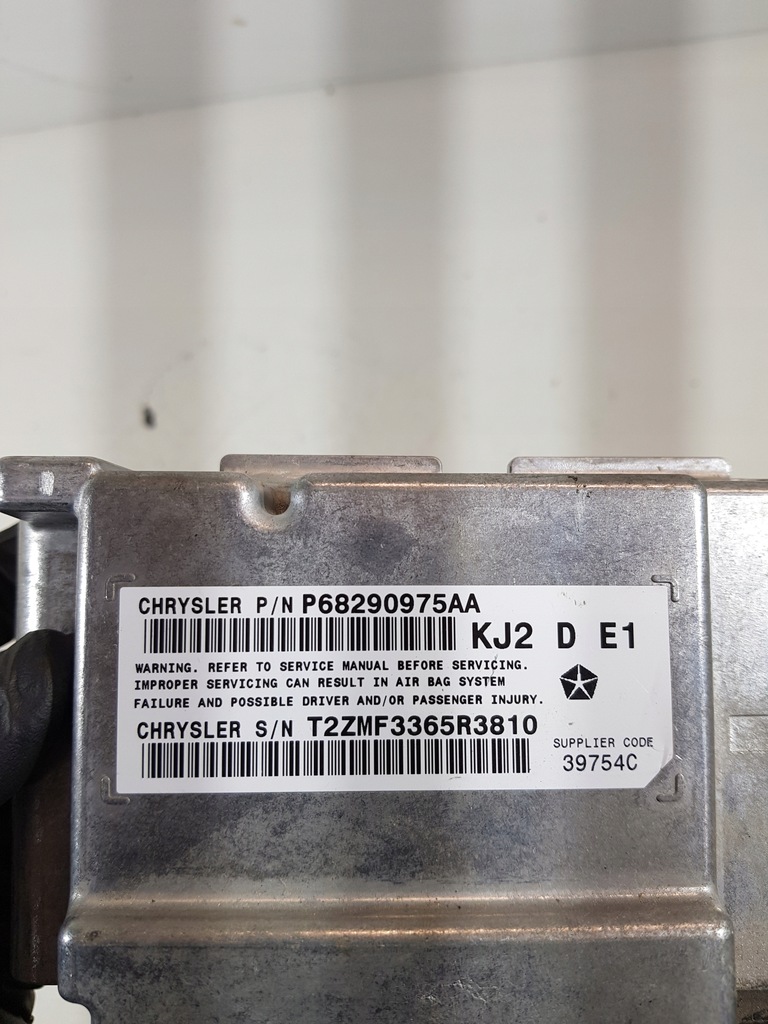 CHRYSLER P/N P68290975AA
KJ2 D E1
WARNING. REFER TO SERVICE MANUAL BEFORE SERVICING.
IMPROPER SERVICING CAN RESULT IN AIR BAG SYSTEM
FAILURE AND POSSIBLE DRIVER AND/OR PASSENGER INJURY.
CHRYSLER S/N T2ZMF3365R3810
SUPPLIER CODE
39754C